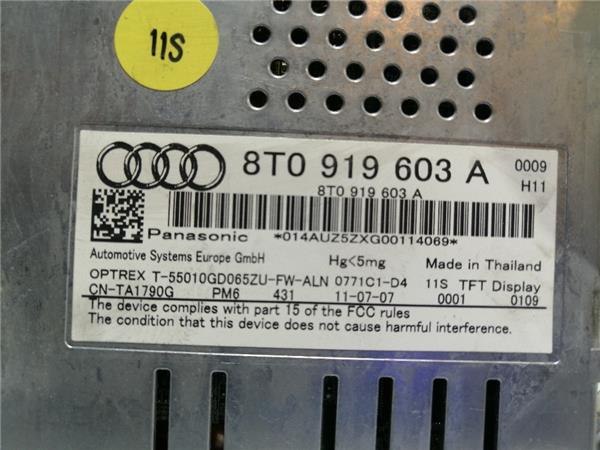 11S
8T0 919 603 A 0009
H11
8T0 919 603 A
Panasonic *014AUZ5ZXG00114069*
Automotive Systems Europe GmbH Hg<5mg Made in Thailand
OPTREX T-55010GD065ZU-FW-ALN 0771C1-D4 11S TFT Display
CN-TA1790G PM6 431 11-07-07 0001 0109
The device complies with part 15 of the FCC rules
The condition that this device does not cause harmful interference.